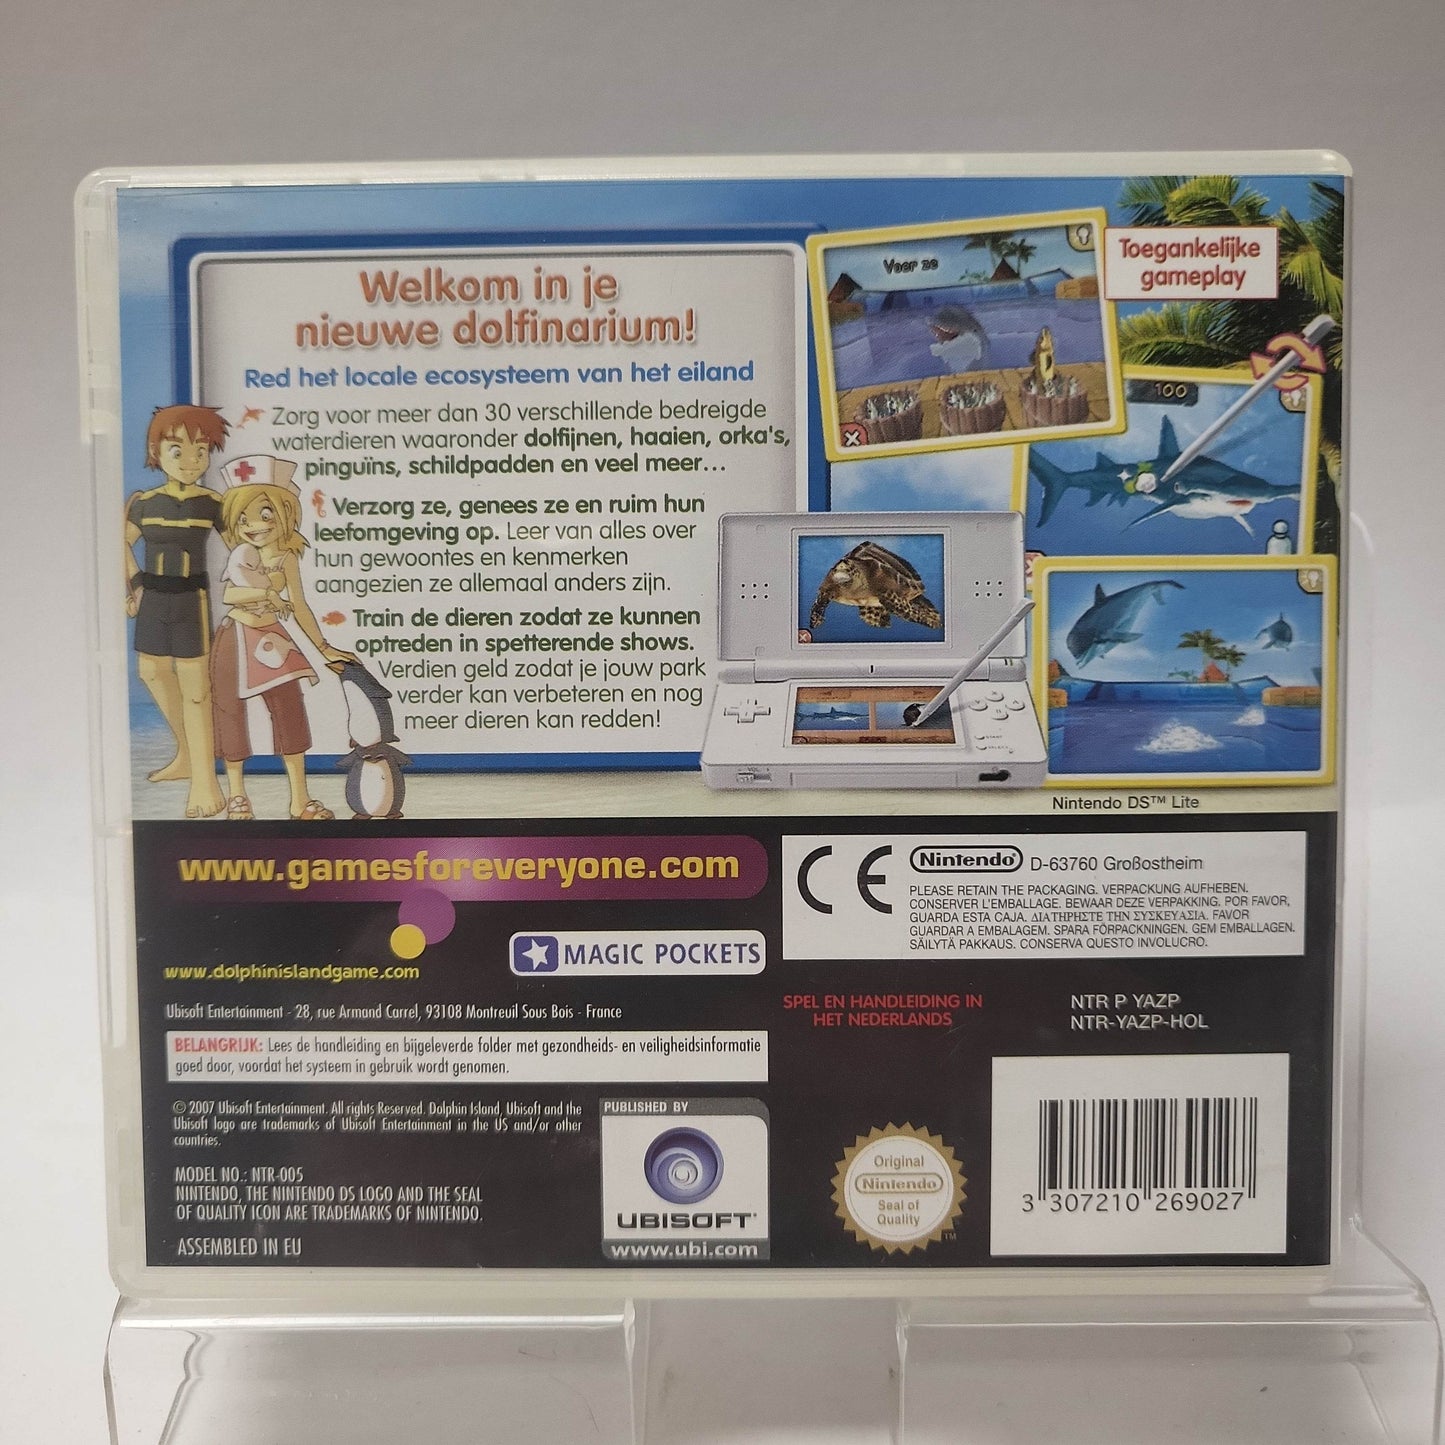 Welkom in je
nieuwe dolfinarium!
Red het locale ecosysteem van het eiland
Zorg voor meer dan 30 verschillende bedreigde
waterdieren waaronder dolfijnen, haaien, orka's,
pinguïns, schildpadden en veel meer...
Verzorg ze, genees ze en ruim hun
leefomgeving op. Leer van alles over
hun gewoontes en kenmerken
aangezien ze allemaal anders zijn.
Train de dieren zodat ze kunnen
optreden in spetterende shows.
Verdien geld zodat je jouw park
verder kan verbeteren en nog
meer dieren kan redden!
Voer ze
Toegankelijke
gameplay
100
Nintendo DS™ Lite
www.gamesforeveryone.com
www.dolphinislandgame.com
MAGIC POCKETS
Ubisoft Entertainment - 28, rue Armand Carrel, 93108 Montreuil Sous Bois - France
BELANGRIJK: Lees de handleiding en bijgeleverde folder met gezondheids- en veiligheidsinformatie
goed door, voordat het systeem in gebruik wordt genomen.
© 2007 Ubisoft Entertainment. All rights Reserved. Dolphin Island, Ubisoft and the
Ubisoft logo are trademarks of Ubisoft Entertainment in the US and/or other
countries.
MODEL NO.: NTR-005
NINTENDO, THE NINTENDO DS LOGO AND THE SEAL
OF QUALITY ICON ARE TRADEMARKS OF NINTENDO.
ASSEMBLED IN EU
PUBLISHED BY
UBISOFT
www.ubi.com
CE
Nintendo D-63760 Großostheim
PLEASE RETAIN THE PACKAGING. VERPACKUNG AUFHEBEN.
CONSERVER L'EMBALLAGE. BEWAAR DEZE VERPAKKING. POR FAVOR,
GUARDA ESTA CAJA. ΔΙΑΤΗΡΗΣΤΕ ΤΗΝ ΣΥΣΚΕΥΑΣΙΑ. FAVOR
GUARDAR A EMBALAGEM. SPARA FÖRPACKNINGEN. GEM EMBALLAGEN.
SÄILYTÄ PAKKAUS. CONSERVA QUESTO INVOLUCRO.
SPEL EN HANDLEIDING IN
HET NEDERLANDS
NTR P YAZP
NTR-YAZP-HOL
Original
Nintendo
Seal of
Quality
TM
3 307210 269027